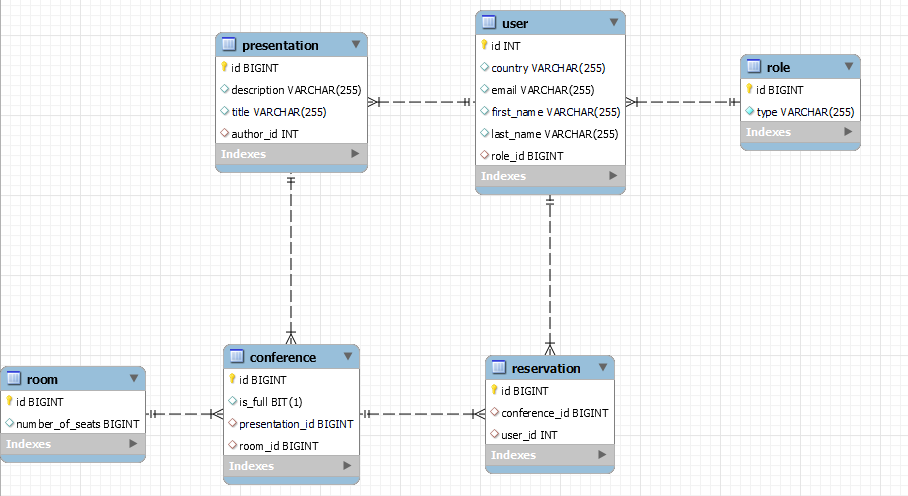 presentation
id BIGINT
description VARCHAR(255)
title VARCHAR(255)
author_id INT
Indexes
user
id INT
country VARCHAR(255)
email VARCHAR(255)
first_name VARCHAR(255)
last_name VARCHAR(255)
role_id BIGINT
Indexes
role
id BIGINT
type VARCHAR(255)
Indexes
room
id BIGINT
number_of_seats BIGINT
Indexes
conference
id BIGINT
is_full BIT(1)
presentation_id BIGINT
room_id BIGINT
Indexes
reservation
id BIGINT
conference_id BIGINT
user_id INT
Indexes